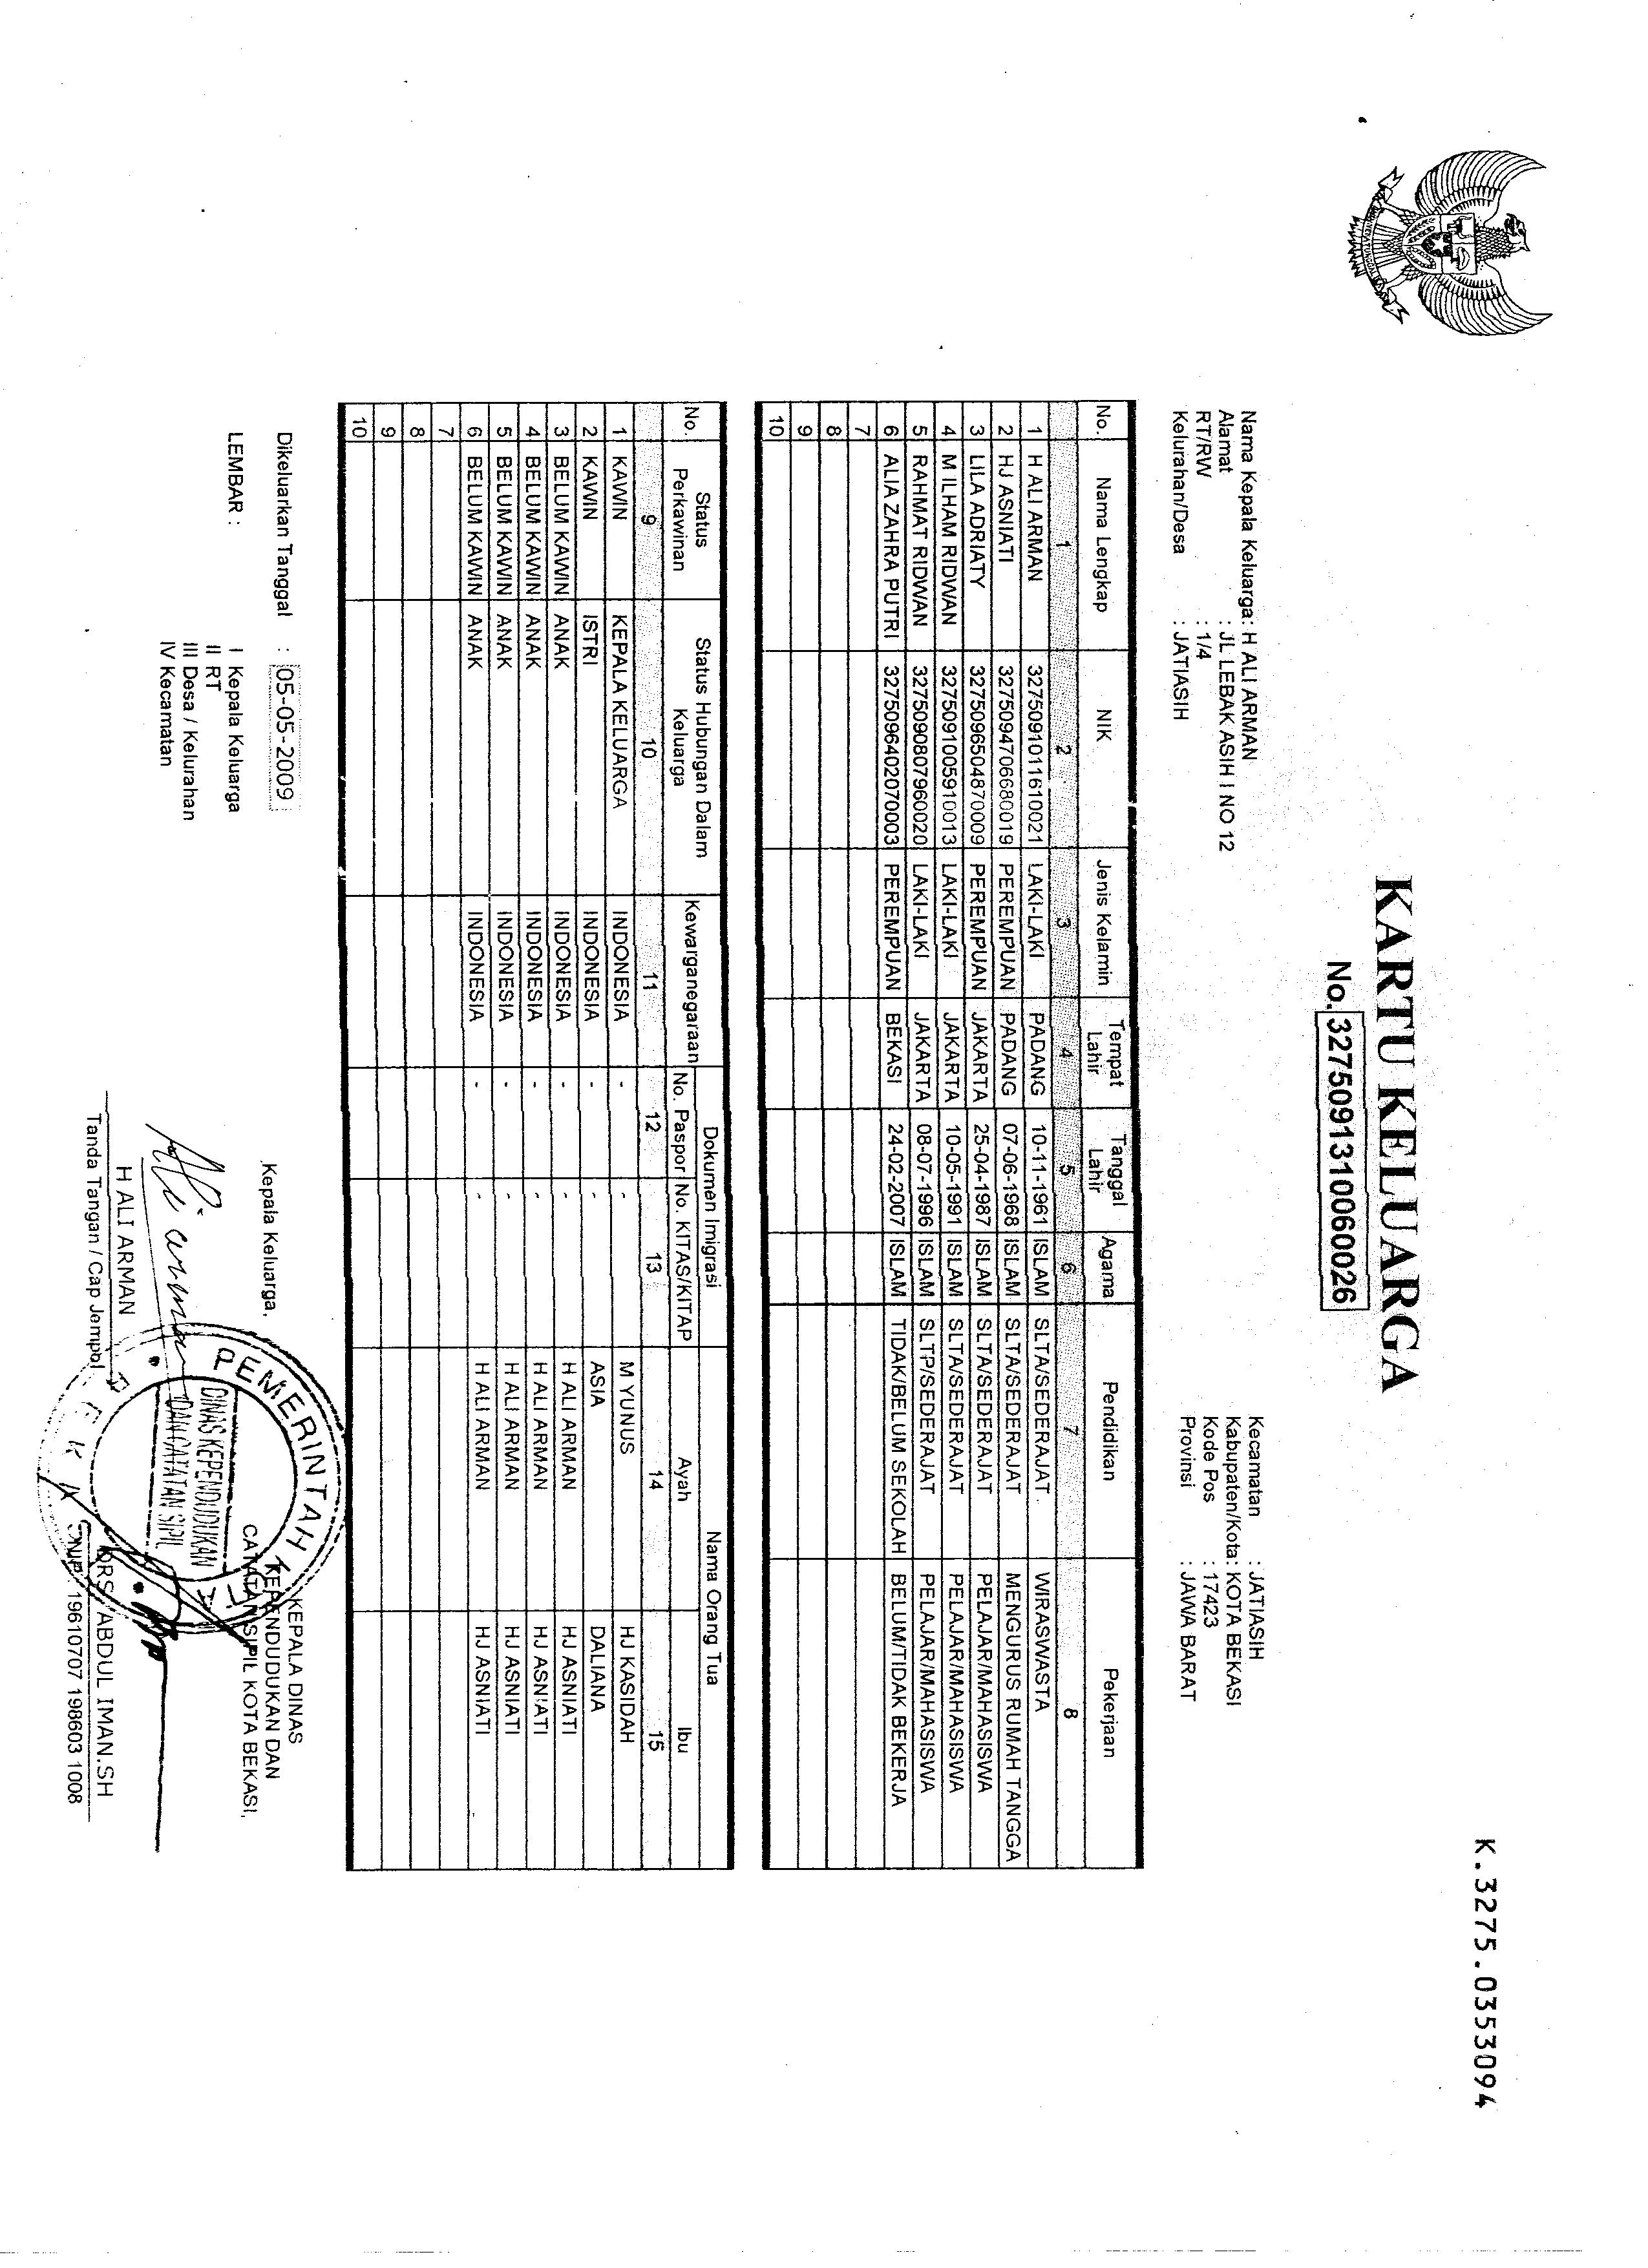 K.3275.0353094
KARTU KELUARGA
No. 3275091310060026
Nama Kepala Keluarga: H ALI ARMAN
Alamat : JL LEBAK ASIH I NO 12
RT/RW : 1/4
Kelurahan/Desa : JATIASIH
Kecamatan : JATIASIH
Kabupaten/Kota: KOTA BEKASI
Kode Pos : 17423
Provinsi : JAWA BARAT
No. Nama Lengkap NIK Jenis Kelamin Tempat Lahir Tanggal Lahir Agama Pendidikan Pekerjaan
1 2 3 4 5 6 7 8
1 H ALI ARMAN 3275091011610021 LAKI-LAKI PADANG 10-11-1961 ISLAM SLTA/SEDERAJAT WIRASWASTA
2 HJ ASNIATI 3275094706680019 PEREMPUAN PADANG 07-06-1968 ISLAM SLTA/SEDERAJAT MENGURUS RUMAH TANGGA
3 LILA ADRIATY 3275096504870009 PEREMPUAN JAKARTA 25-04-1987 ISLAM SLTA/SEDERAJAT PELAJAR/MAHASISWA
4 M ILHAM RIDWAN 3275091005910013 LAKI-LAKI JAKARTA 10-05-1991 ISLAM SLTA/SEDERAJAT PELAJAR/MAHASISWA
5 RAHMAT RIDWAN 3275090807960020 LAKI-LAKI JAKARTA 08-07-1996 ISLAM SLTP/SEDERAJAT PELAJAR/MAHASISWA
6 ALIA ZAHRA PUTRI 3275096402070003 PEREMPUAN BEKASI 24-02-2007 ISLAM TIDAK/BELUM SEKOLAH BELUM/TIDAK BEKERJA
7
8
9
10
No. Status Perkawinan Status Hubungan Dalam Keluarga Kewarganegaraan Dokumen Imigrasi Nama Orang Tua
No. Paspor No. KITAS/KITAP Ayah Ibu
9 10 11 12 13 14 15
1 KAWIN KEPALA KELUARGA INDONESIA - - M YUNUS HJ KASIDAH
2 KAWIN ISTRI INDONESIA - - ASIA DALIANA
3 BELUM KAWIN ANAK INDONESIA - - H ALI ARMAN HJ ASNIATI
4 BELUM KAWIN ANAK INDONESIA - - H ALI ARMAN HJ ASNIATI
5 BELUM KAWIN ANAK INDONESIA - - H ALI ARMAN HJ ASNIATI
6 BELUM KAWIN ANAK INDONESIA - - H ALI ARMAN HJ ASNIATI
7
8
9
10
Dikeluarkan Tanggal : 05-05-2009
LEMBAR : I Kepala Keluarga
II RT
III Desa / Kelurahan
IV Kecamatan
Kepala Keluarga,
Ali arman
H ALI ARMAN
Tanda Tangan / Cap Jempol
PEMERINTAH KOTA
DINAS KEPENDUDUKAN
DAN CATATAN SIPIL
BEKASI
KEPALA DINAS
KEPENDUDUKAN DAN
CATATAN SIPIL KOTA BEKASI,
DRS. ABDUL IMAN.SH
NIP. 19610707 198603 1008